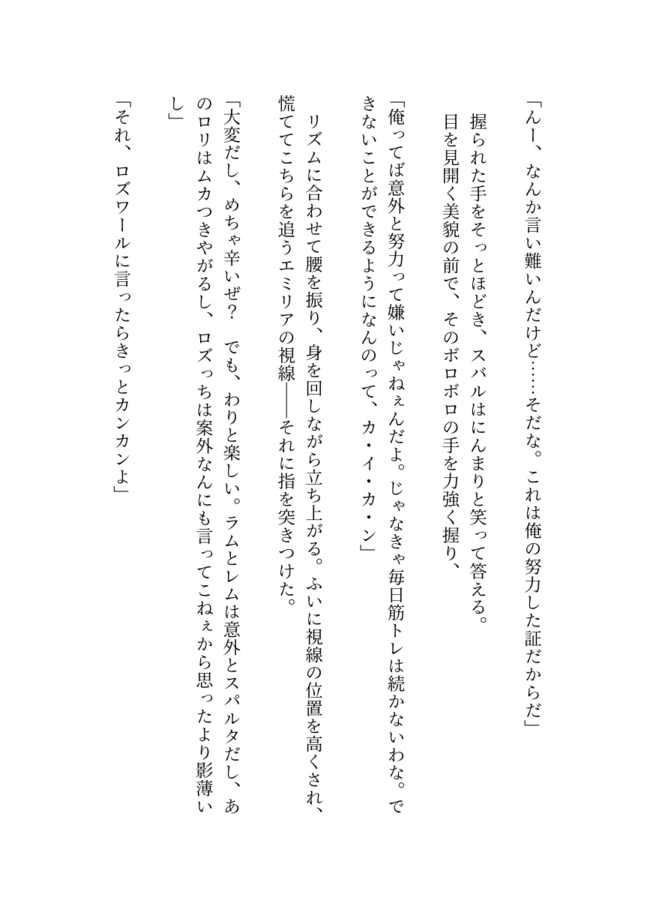 「んー、なんか言い難いんだけど……そだな。これは俺の努力した証だからだ」
握られた手をそっとほどき、スバルはにんまりと笑って答える。
目を見開く美貌の前で、そのボロボロの手を力強く握り、
「俺ってば意外と努力って嫌いじゃねぇんだよ。じゃなきゃ毎日筋トレは続かないわな。で
きないことができるようになんのって、カ・イ・カ・ン」
リズムに合わせて腰を振り、身を回しながら立ち上がる。ふいに視線の位置を高くされ、
慌ててこちらを追うエミリアの視線――それに指を突きつけた。
「大変だし、めちゃ辛いぜ？　でも、わりと楽しい。ラムとレムは意外とスパルタだし、あ
のロリはムカつきやがるし、ロズっちは案外なんにも言ってこねぇから思ったより影薄い
し」
「それ、ロズワールに言ったらきっとカンカンよ」